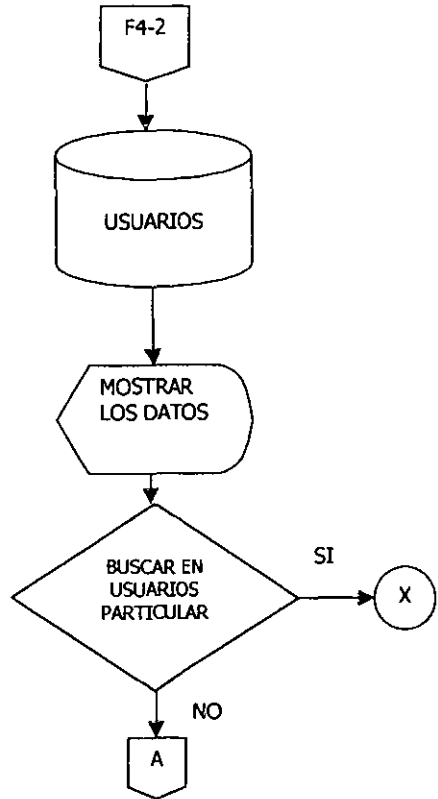 F4-2
USUARIOS
MOSTRAR
LOS DATOS
BUSCAR EN
USUARIOS
PARTICULAR
SI
X
NO
A